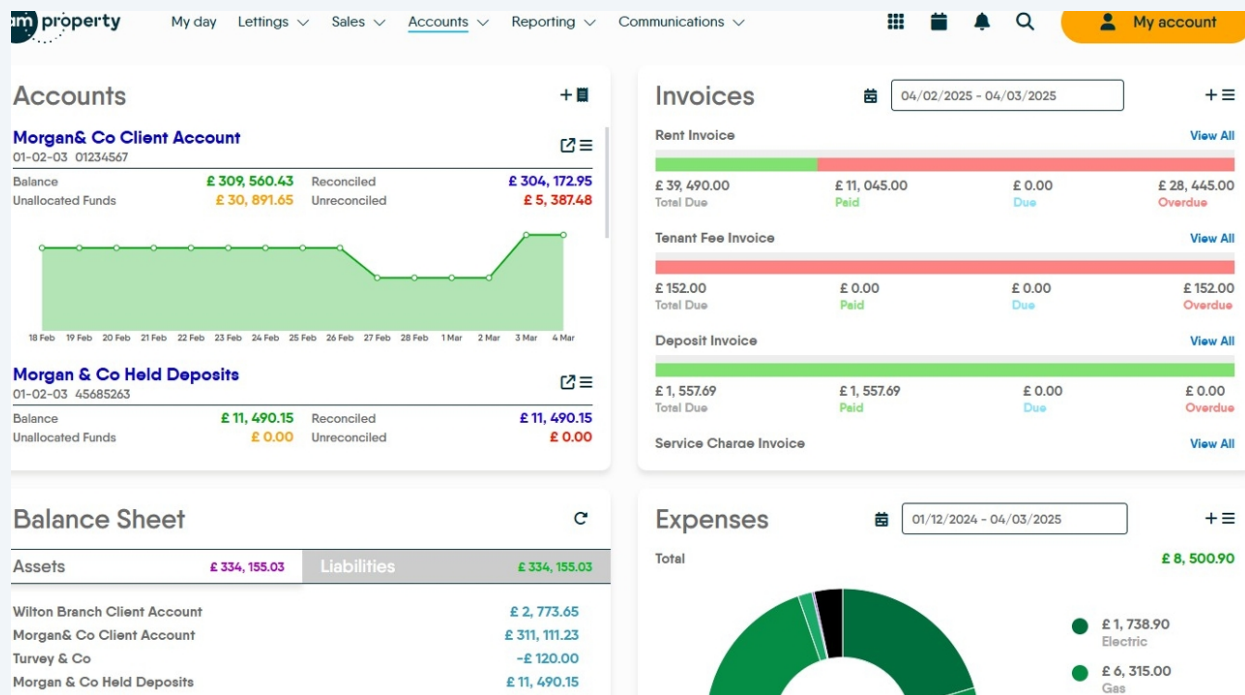 am property My day Lettings Sales Accounts Reporting Communications My account
Accounts
Morgan& Co Client Account
01-02-03 01234567
Balance £ 309, 560.43 Reconciled £ 304, 172.95
Unallocated Funds £ 30, 891.65 Unreconciled £ 5, 387.48
18 Feb 19 Feb 20 Feb 21 Feb 22 Feb 23 Feb 24 Feb 25 Feb 26 Feb 27 Feb 28 Feb 1 Mar 2 Mar 3 Mar 4 Mar
Morgan & Co Held Deposits
01-02-03 45685263
Balance £ 11, 490.15 Reconciled £ 11, 490.15
Unallocated Funds £ 0.00 Unreconciled £ 0.00
Invoices 04/02/2025 - 04/03/2025
Rent Invoice View All
£ 39, 490.00 £ 11, 045.00 £ 0.00 £ 28, 445.00
Total Due Paid Due Overdue
Tenant Fee Invoice View All
£ 152.00 £ 0.00 £ 0.00 £ 152.00
Total Due Paid Due Overdue
Deposit Invoice View All
£ 1, 557.69 £ 1, 557.69 £ 0.00 £ 0.00
Total Due Paid Due Overdue
Service Charge Invoice View All
Balance Sheet
Assets £ 334, 155.03 Liabilities £ 334, 155.03
Wilton Branch Client Account £ 2, 773.65
Morgan& Co Client Account £ 311, 111.23
Turvey & Co -£ 120.00
Morgan & Co Held Deposits £ 11, 490.15
Expenses 01/12/2024 - 04/03/2025
Total £ 8, 500.90
£ 1, 738.90
Electric
£ 6, 315.00
Gas